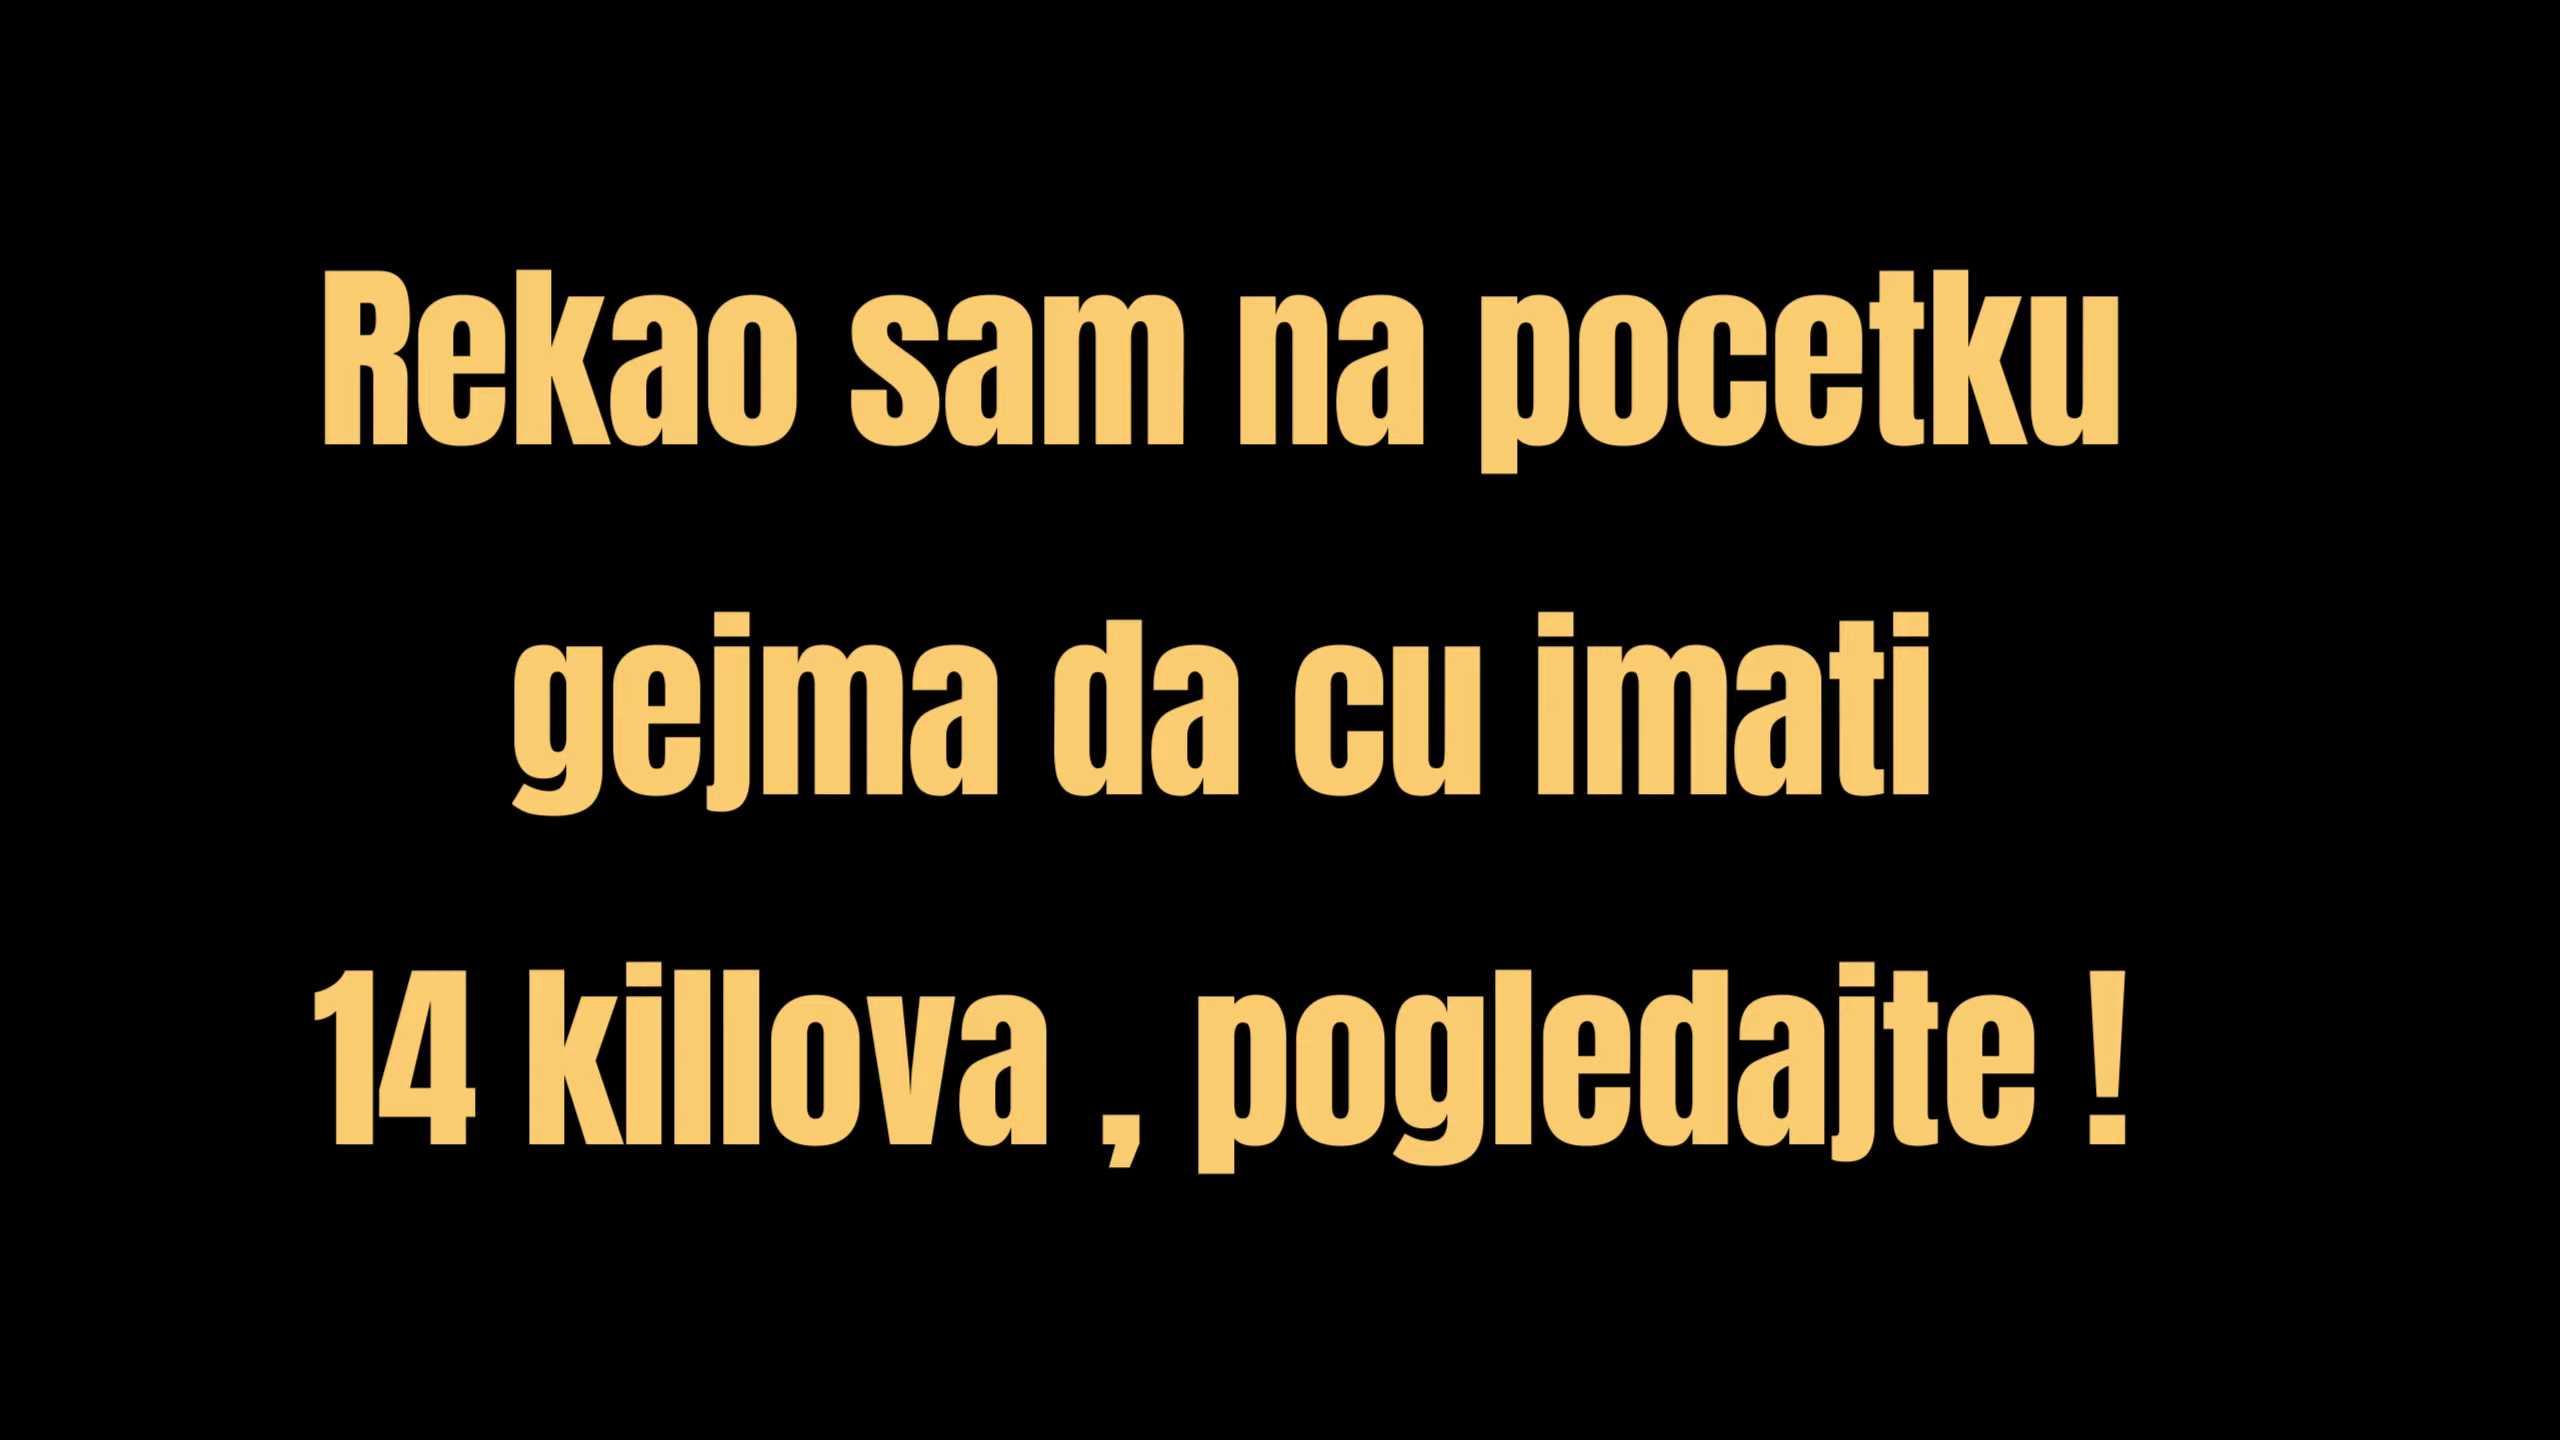 Rekao sam na pocetku
gejma da cu imati
14 killova , pogledajte !